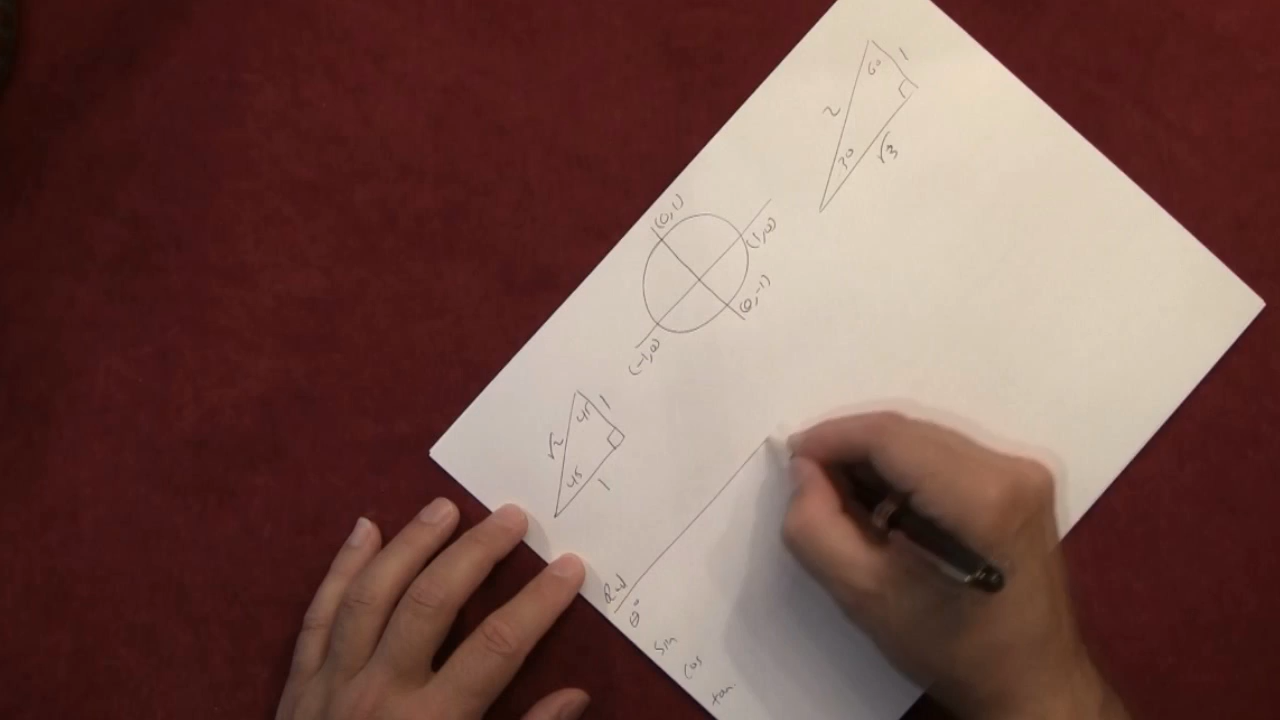 √2
45
45
1
1
(0,1)
(1,0)
(-1,0)
(0,-1)
2
60
1
30
√3
Rad
θ°
sin
cos
tan